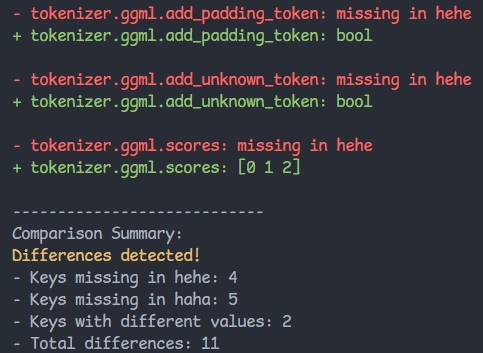 - tokenizer.ggml.add_padding_token: missing in hehe
+ tokenizer.ggml.add_padding_token: bool
- tokenizer.ggml.add_unknown_token: missing in hehe
+ tokenizer.ggml.add_unknown_token: bool
- tokenizer.ggml.scores: missing in hehe
+ tokenizer.ggml.scores: [0 1 2]
---------------------------
Comparison Summary:
Differences detected!
- Keys missing in hehe: 4
- Keys missing in haha: 5
- Keys with different values: 2
- Total differences: 11